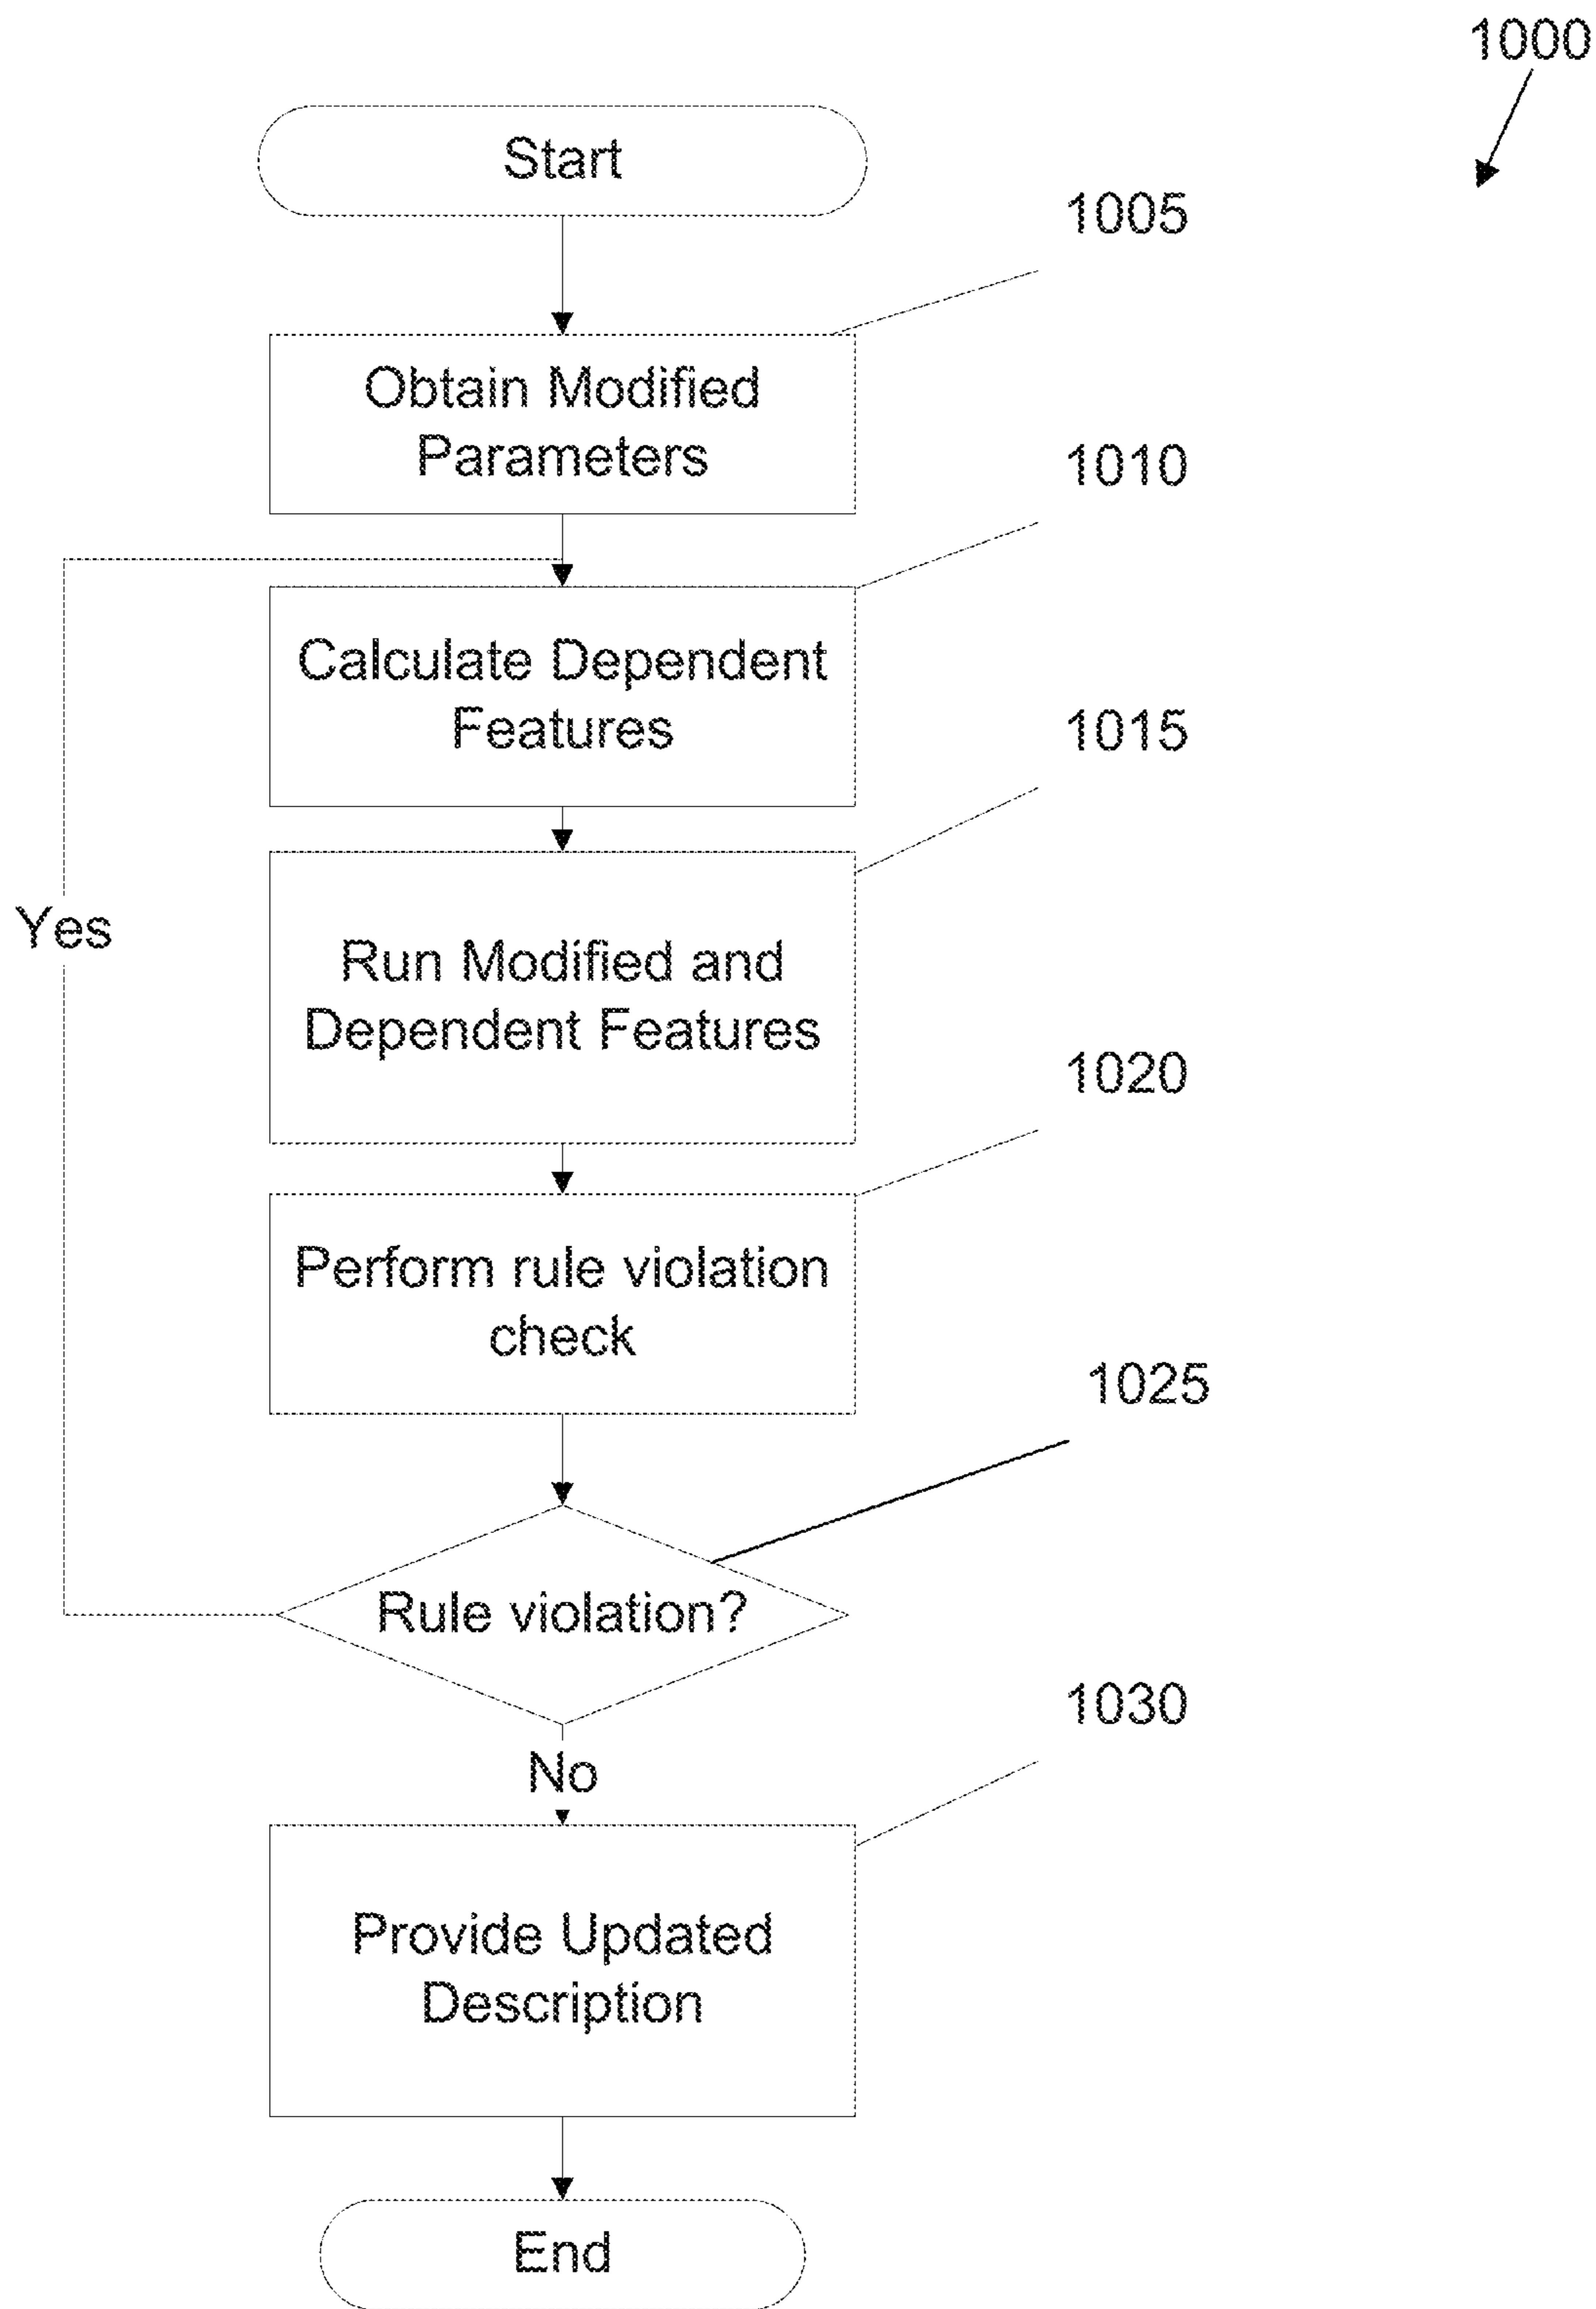 1000
Start
1005
Obtain Modified
Parameters
1010
Calculate Dependent
Features
1015
Yes
Run Modified and
Dependent Features
1020
Perform rule violation
check
1025
Rule violation?
1030
No
Provide Updated
Description
End